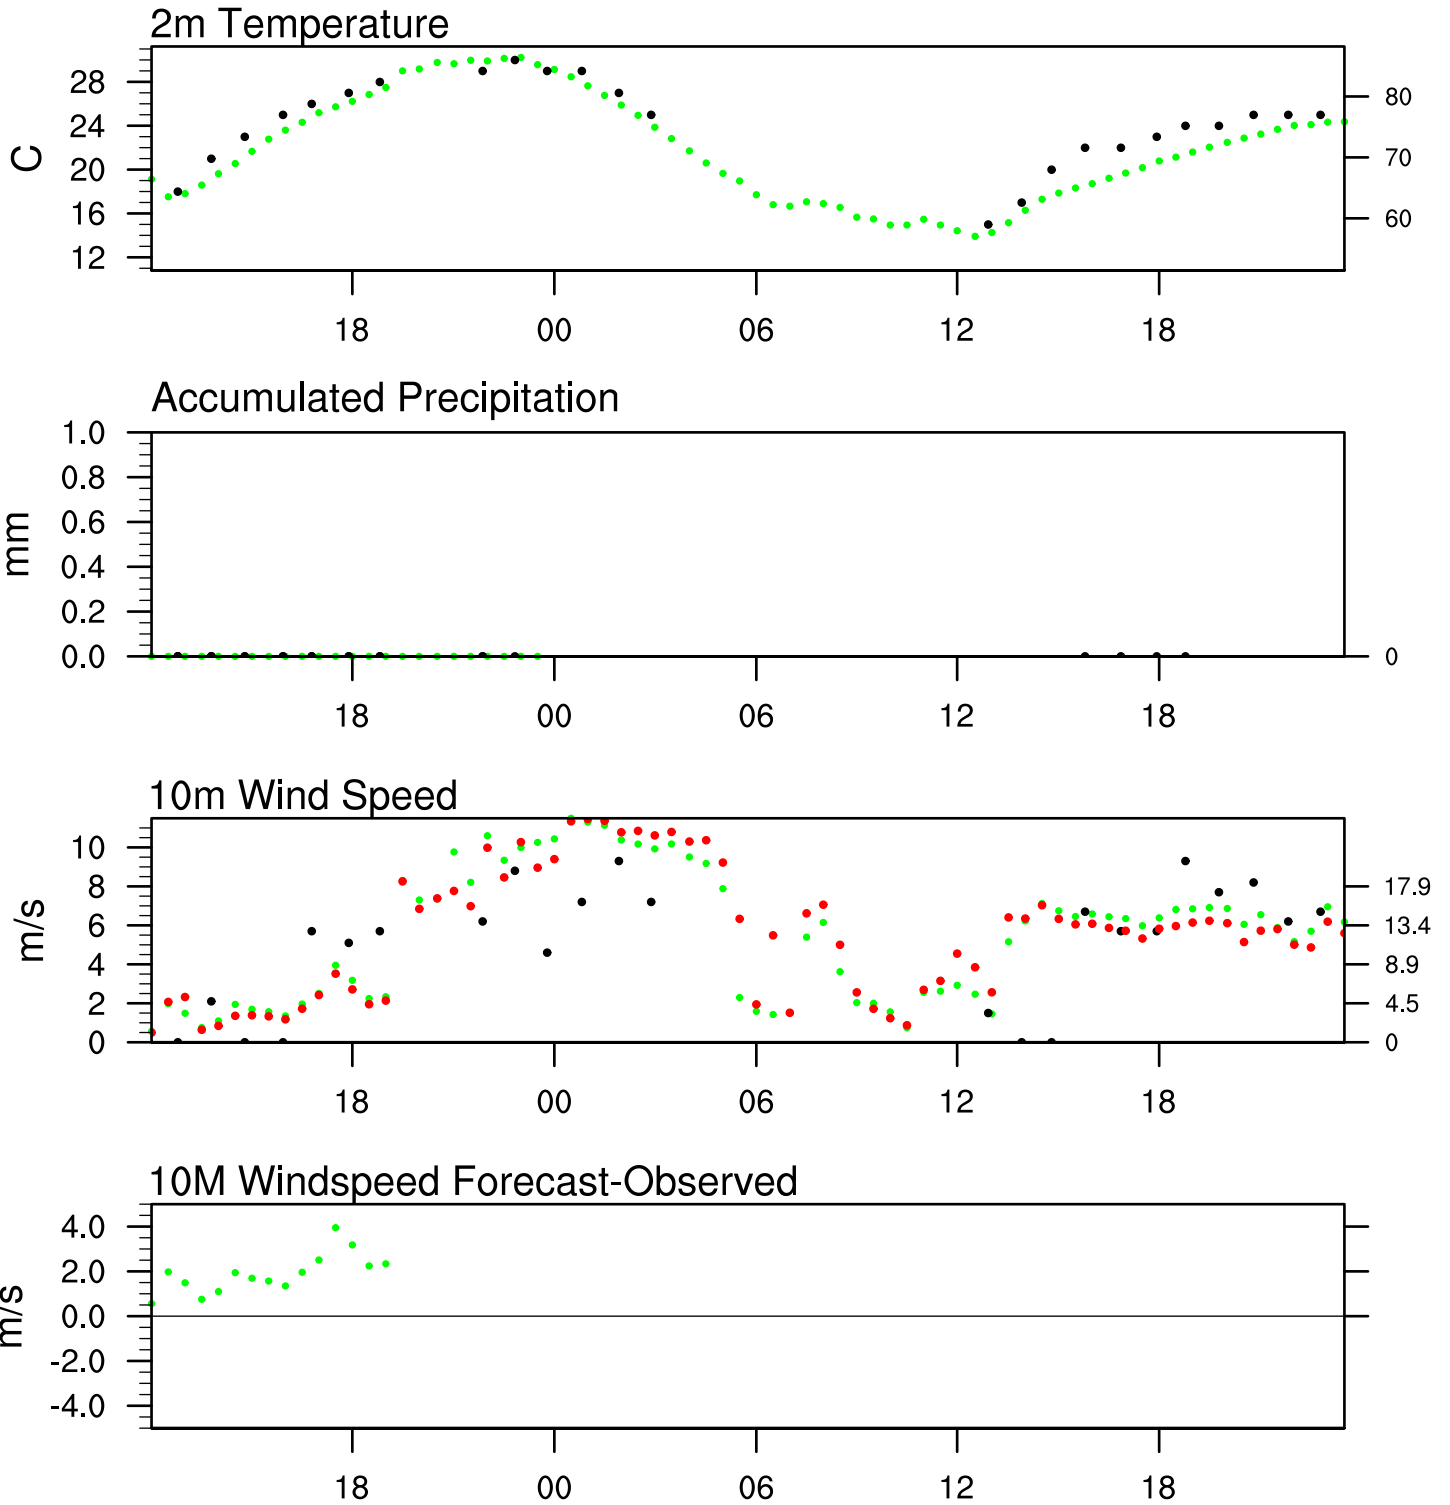 2m Temperature
C
28
24
20
16
12
80
70
60
18 00 06 12 18
Accumulated Precipitation
mm
1.0
0.8
0.6
0.4
0.2
0.0
0
18 00 06 12 18
10m Wind Speed
m/s
10
8
6
4
2
0
17.9
13.4
8.9
4.5
0
18 00 06 12 18
10M Windspeed Forecast-Observed
m/s
4.0
2.0
0.0
-2.0
-4.0
18 00 06 12 18